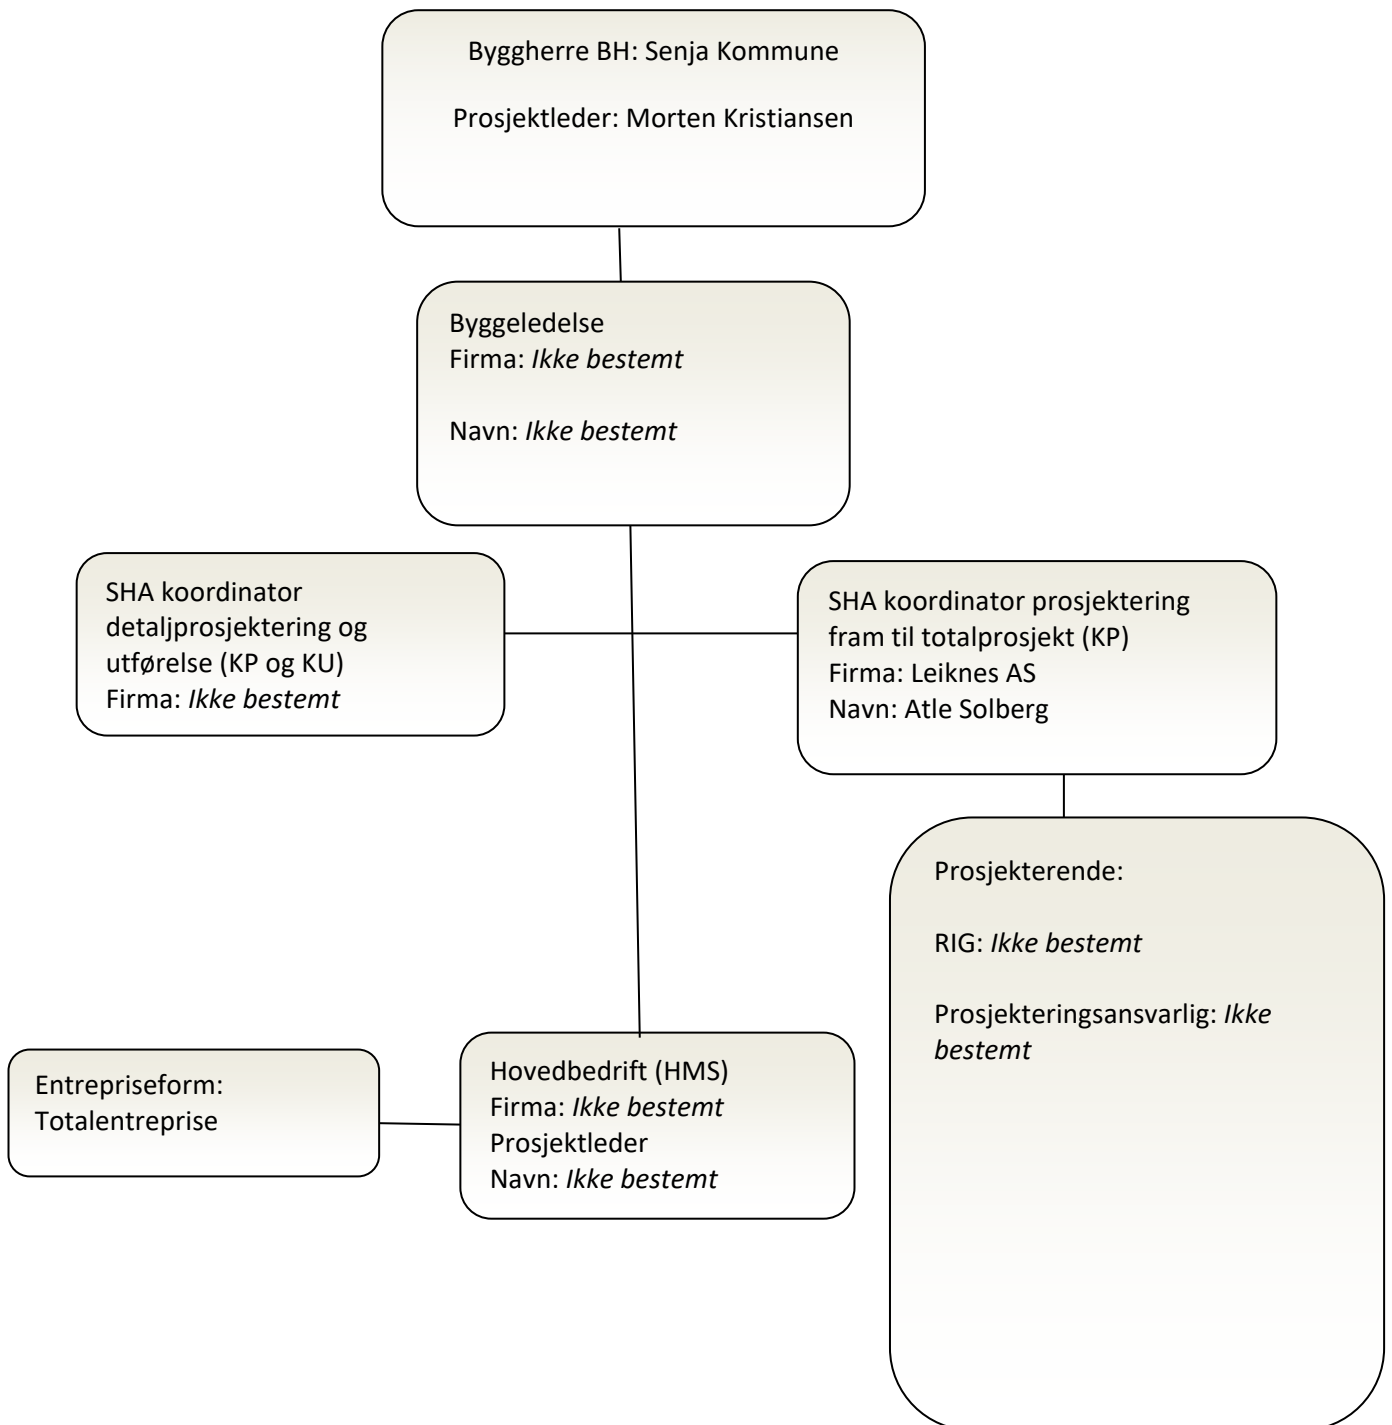 Byggherre BH: Senja Kommune
Prosjektleder: Morten Kristiansen
Byggeledelse
Firma: Ikke bestemt
Navn: Ikke bestemt
SHA koordinator
detaljprosjektering og
utførelse (KP og KU)
Firma: Ikke bestemt
SHA koordinator prosjektering
fram til totalprosjekt (KP)
Firma: Leiknes AS
Navn: Atle Solberg
Prosjekterende:
RIG: Ikke bestemt
Prosjekteringsansvarlig: Ikke
bestemt
Entrepriseform:
Totalentreprise
Hovedbedrift (HMS)
Firma: Ikke bestemt
Prosjektleder
Navn: Ikke bestemt